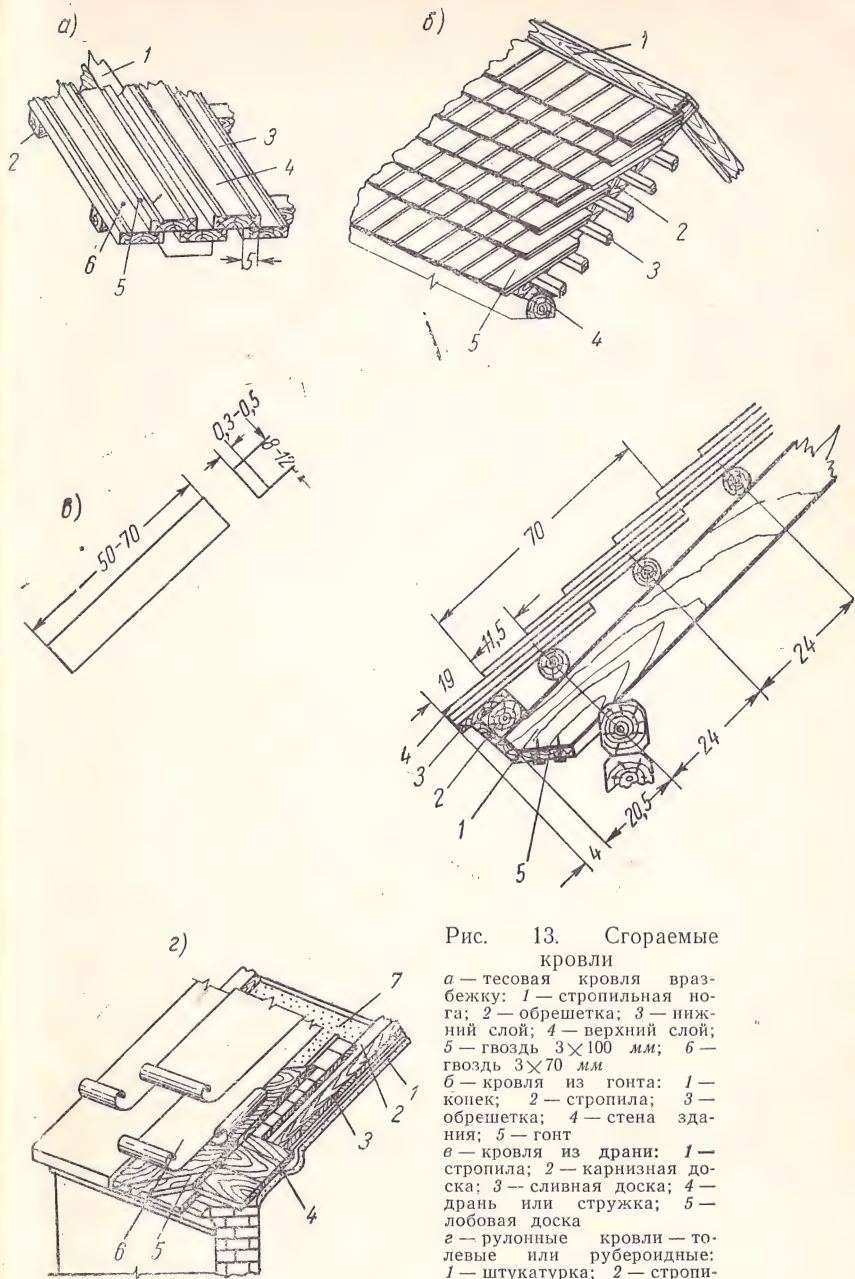 а)
1
2
3
4
6
5
5
б)
1
2
3
4
5
в)
50-70
0,3-0,5
8-12
70
11,5
19
4
3
2
1
5
4
20,5
24
24
г)
7
1
2
3
4
6
5
Рис. 13. Сгораемые
кровли
а — тесовая кровля враз-
бежку: 1 — стропильная но-
га; 2 — обрешетка; 3 — ниж-
ний слой; 4 — верхний слой;
5 — гвоздь 3×100 мм; 6 —
гвоздь 3×70 мм
б — кровля из гонта: 1 —
конек; 2 — стропила; 3 —
обрешетка; 4 — стена зда-
ния; 5 — гонт
в — кровля из драни: 1 —
стропила; 2 — карнизная до-
ска; 3 — сливная доска; 4 —
дрань или стружка; 5 —
лобовая доска
г — рулонные кровли — то-
левые или рубероидные:
1 — штукатурка; 2 — стропи-